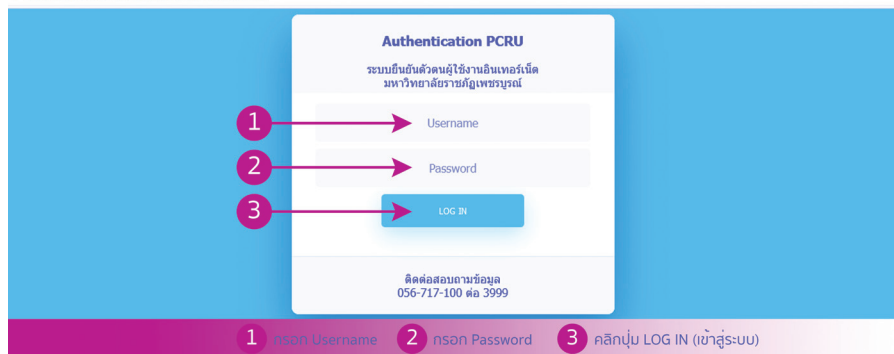 Authentication PCRU
ระบบยืนยันตัวตนผู้ใช้งานอินเทอร์เน็ต
มหาวิทยาลัยราชภัฏเพชรบูรณ์
1 Username
2 Password
3 LOG IN
ติดต่อสอบถามข้อมูล
056-717-100 ต่อ 3999
1 กรอก Username 2 กรอก Password 3 คลิกปุ่ม LOG IN (เข้าสู่ระบบ)